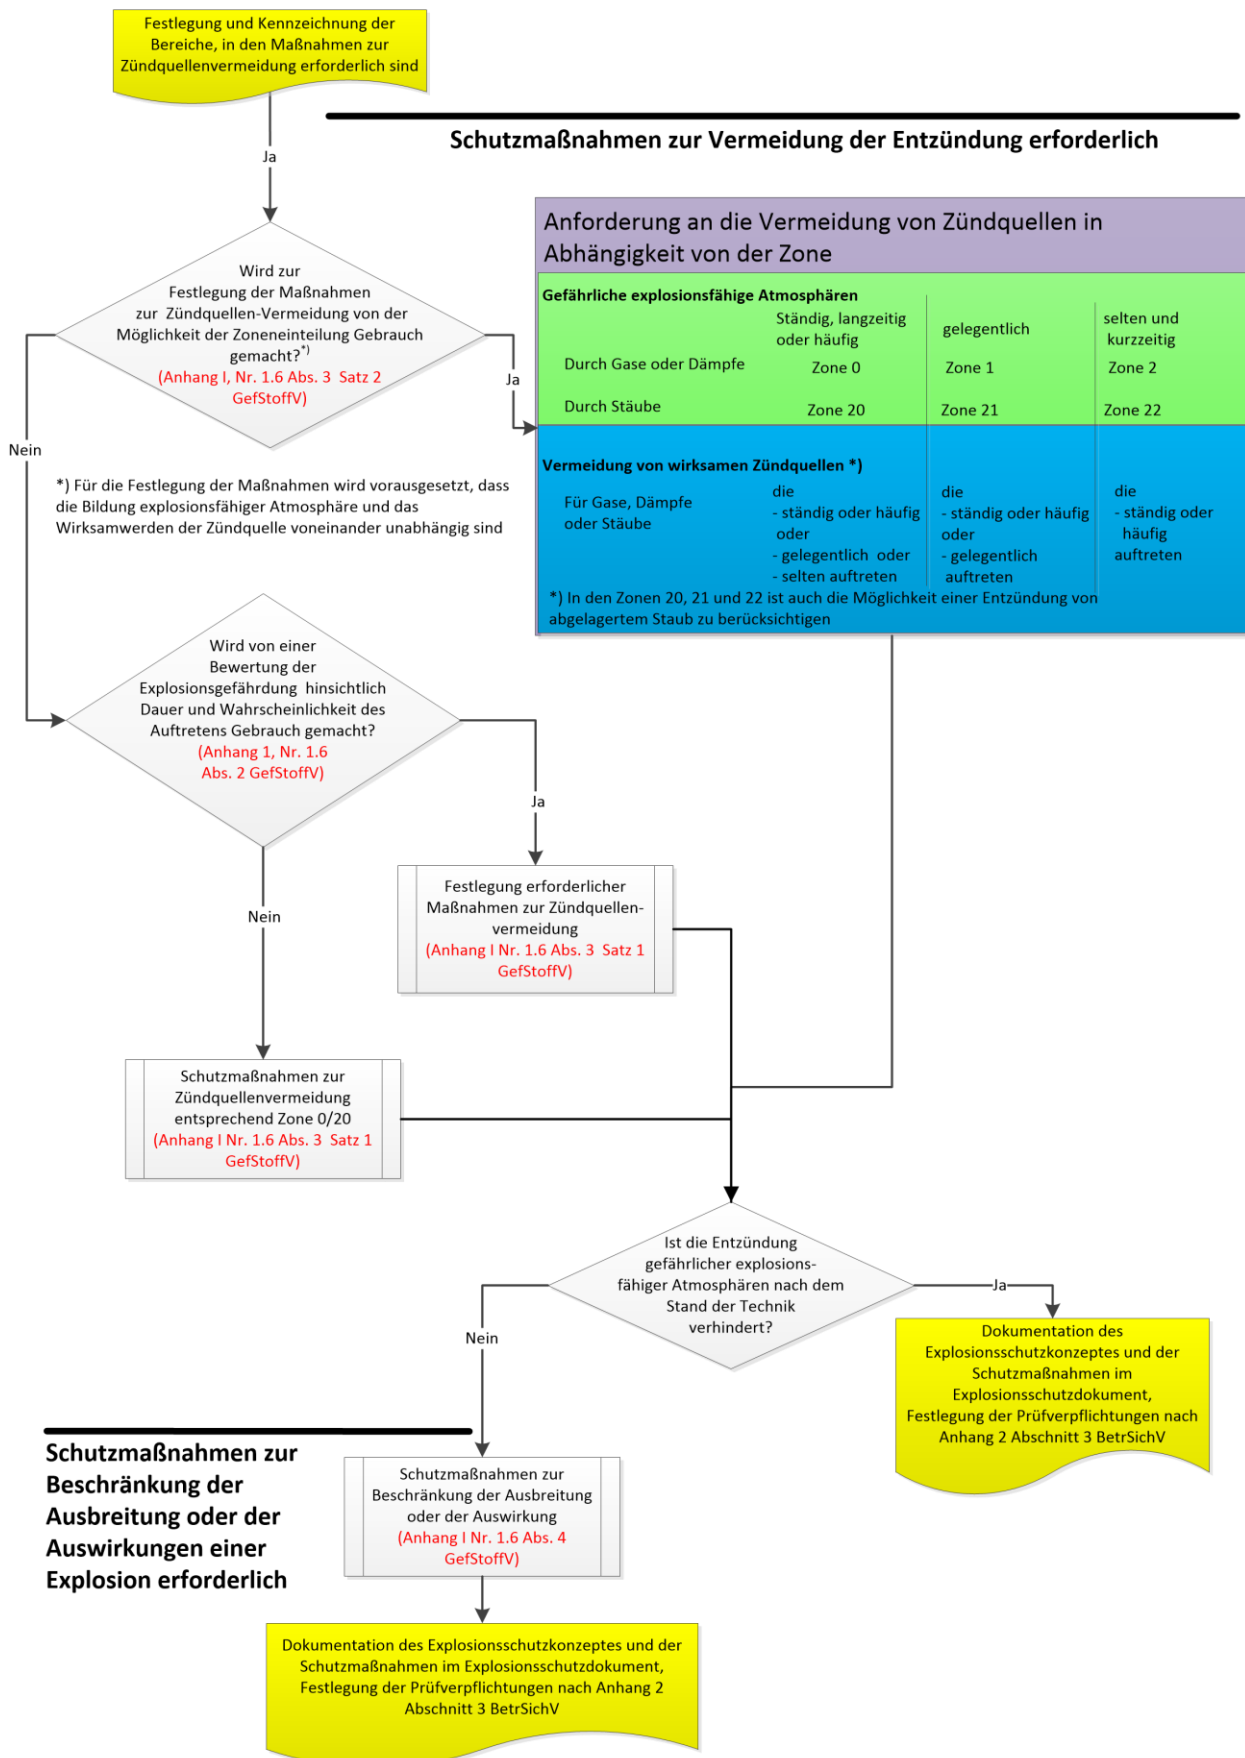 Festlegung und Kennzeichnung der
Bereiche, in den Maßnahmen zur
Zündquellenvermeidung erforderlich sind
Schutzmaßnahmen zur Vermeidung der Entzündung erforderlich
Ja
Wird zur
Festlegung der Maßnahmen
zur Zündquellen-Vermeidung von der
Möglichkeit der Zoneneinteilung Gebrauch
gemacht?*)
(Anhang I, Nr. 1.6 Abs. 3 Satz 2
GefStoffV)
Ja
Nein
Anforderung an die Vermeidung von Zündquellen in
Abhängigkeit von der Zone
Gefährliche explosionsfähige Atmosphären
Ständig, langzeitig
oder häufig
gelegentlich
selten und
kurzzeitig
Durch Gase oder Dämpfe
Zone 0
Zone 1
Zone 2
Durch Stäube
Zone 20
Zone 21
Zone 22
Vermeidung von wirksamen Zündquellen *)
Für Gase, Dämpfe
oder Stäube
die
- ständig oder häufig
oder
- gelegentlich oder
- selten auftreten
die
- ständig oder häufig
oder
- gelegentlich
auftreten
die
- ständig oder
häufig
auftreten
*) In den Zonen 20, 21 und 22 ist auch die Möglichkeit einer Entzündung von
abgelagertem Staub zu berücksichtigen
*) Für die Festlegung der Maßnahmen wird vorausgesetzt, dass
die Bildung explosionsfähiger Atmosphäre und das
Wirksamwerden der Zündquelle voneinander unabhängig sind
Wird von einer
Bewertung der
Explosionsgefährdung hinsichtlich
Dauer und Wahrscheinlichkeit des
Auftretens Gebrauch gemacht?
(Anhang 1, Nr. 1.6
Abs. 2 GefStoffV)
Ja
Nein
Festlegung erforderlicher
Maßnahmen zur Zündquellen-
vermeidung
(Anhang I Nr. 1.6 Abs. 3 Satz 1
GefStoffV)
Schutzmaßnahmen zur
Zündquellenvermeidung
entsprechend Zone 0/20
(Anhang I Nr. 1.6 Abs. 3 Satz 1
GefStoffV)
Ist die Entzündung
gefährlicher explosions-
fähiger Atmosphären nach dem
Stand der Technik
verhindert?
Ja
Nein
Dokumentation des
Explosionsschutzkonzeptes und der
Schutzmaßnahmen im
Explosionsschutzdokument,
Festlegung der Prüfverpflichtungen nach
Anhang 2 Abschnitt 3 BetrSichV
Schutzmaßnahmen zur
Beschränkung der
Ausbreitung oder der
Auswirkungen einer
Explosion erforderlich
Schutzmaßnahmen zur
Beschränkung der Ausbreitung
oder der Auswirkung
(Anhang I Nr. 1.6 Abs. 4
GefStoffV)
Dokumentation des Explosionsschutzkonzeptes und der
Schutzmaßnahmen im Explosionsschutzdokument,
Festlegung der Prüfverpflichtungen nach Anhang 2
Abschnitt 3 BetrSichV